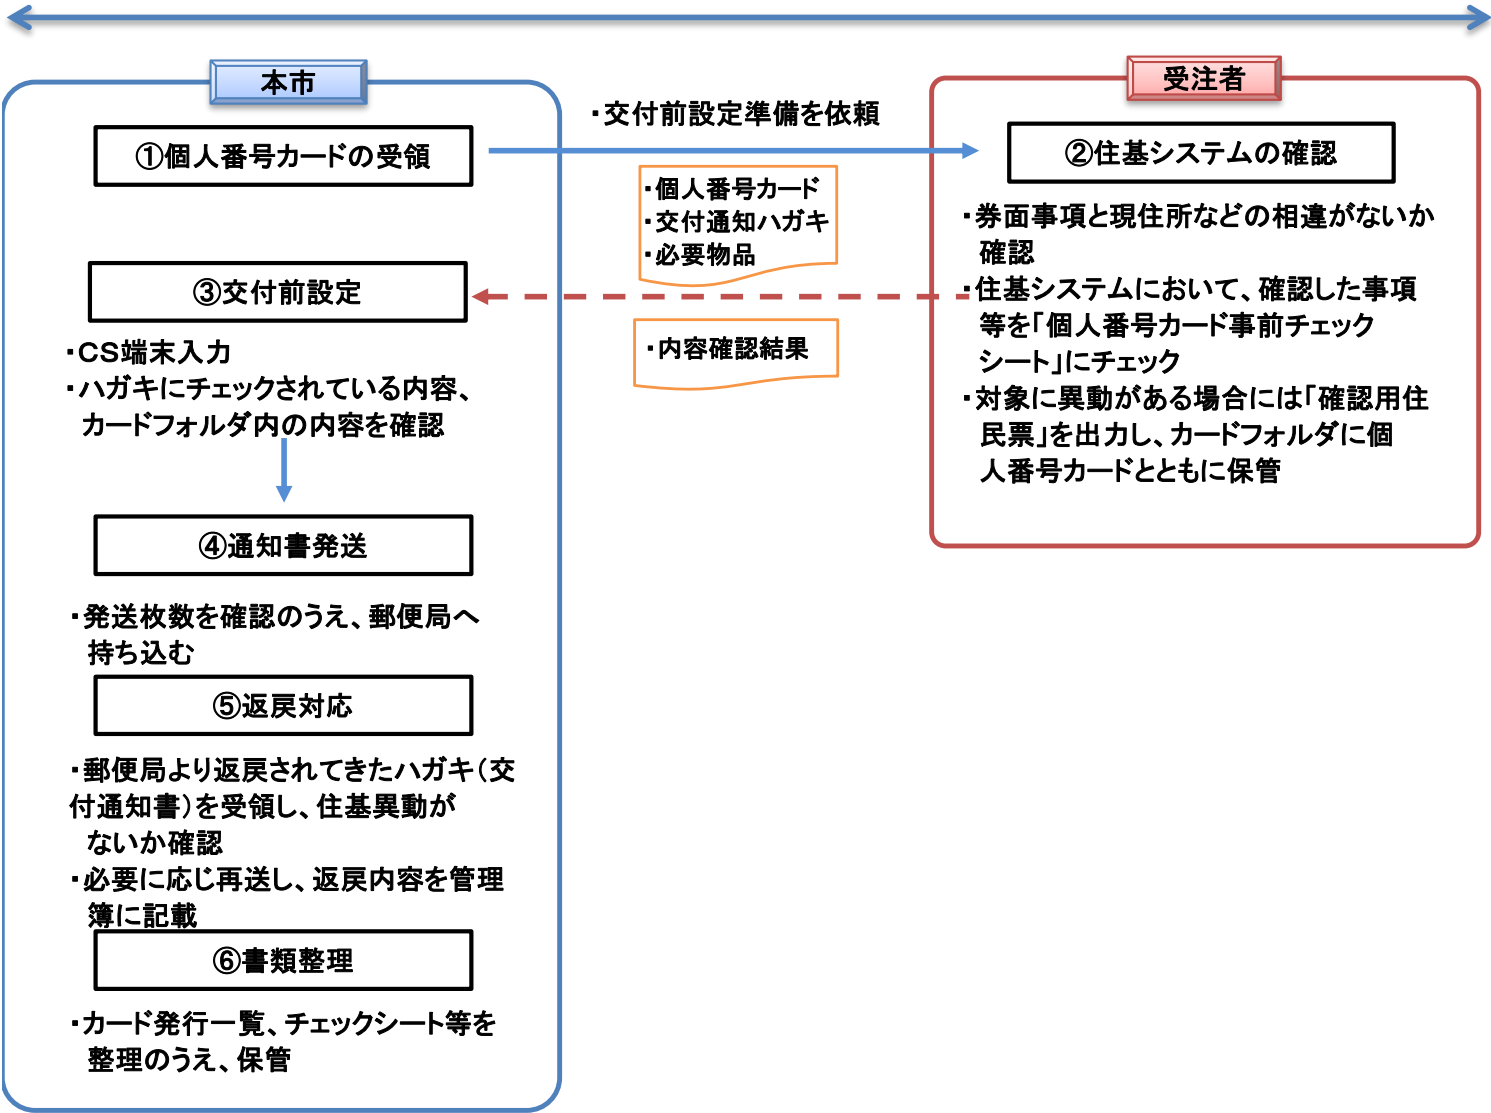 本市
①個人番号カードの受領
③交付前設定
・CS端末入力
・ハガキにチェックされている内容、
カードフォルダ内の内容を確認
④通知書発送
・発送枚数を確認のうえ、郵便局へ
持ち込む
⑤返戻対応
・郵便局より返戻されてきたハガキ（交
付通知書）を受領し、住基異動が
ないか確認
・必要に応じ再送し、返戻内容を管理
簿に記載
⑥書類整理
・カード発行一覧、チェックシート等を
整理のうえ、保管
・交付前設定準備を依頼
・個人番号カード
・交付通知ハガキ
・必要物品
・内容確認結果
受注者
②住基システムの確認
・券面事項と現住所などの相違がないか
確認
・住基システムにおいて、確認した事項
等を「個人番号カード事前チェック
シート」にチェック
・対象に異動がある場合には「確認用住
民票」を出力し、カードフォルダに個
人番号カードとともに保管